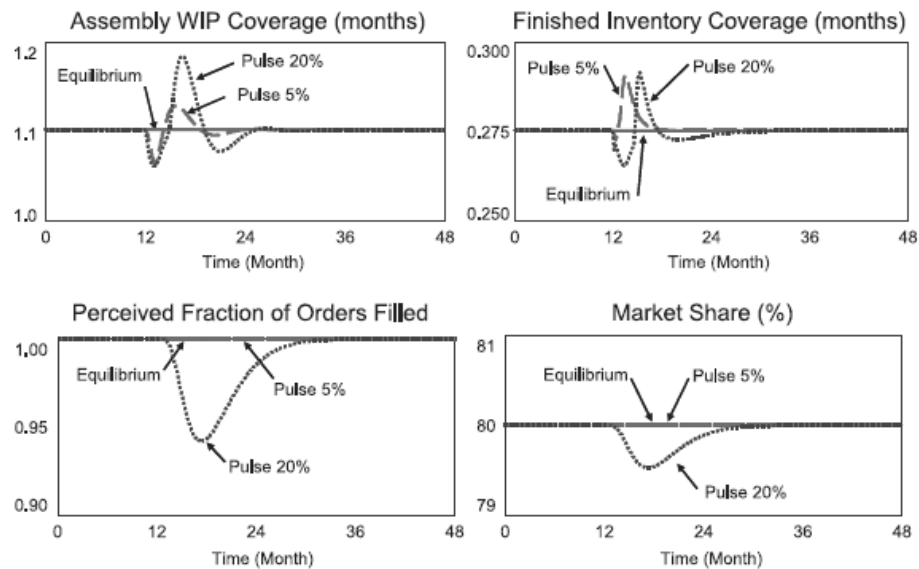 Assembly WIP Coverage (months)
1.2
Pulse 20%
Equilibrium
Pulse 5%
1.1
1.0
0 12 24 36 48
Time (Month)
Finished Inventory Coverage (months)
0.300
Pulse 5%
Pulse 20%
0.275
Equilibrium
0.250
0 12 24 36 48
Time (Month)
Perceived Fraction of Orders Filled
1.00
Equilibrium
Pulse 5%
0.95
Pulse 20%
0.90
0 12 24 36 48
Time (Month)
Market Share (%)
81
Equilibrium
Pulse 5%
80
Pulse 20%
79
0 12 24 36 48
Time (Month)